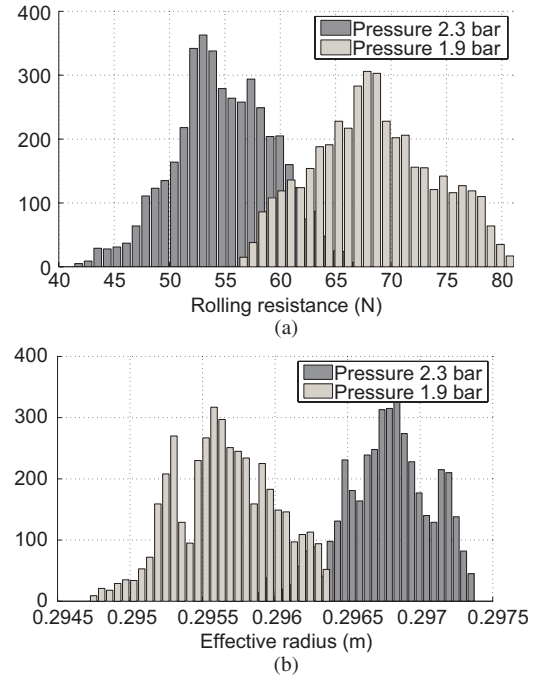 400
Pressure 2.3 bar
Pressure 1.9 bar
300
200
100
0
40 45 50 55 60 65 70 75 80
Rolling resistance (N)
(a)
400
Pressure 2.3 bar
Pressure 1.9 bar
300
200
100
0
0.2945 0.295 0.2955 0.296 0.2965 0.297 0.2975
Effective radius (m)
(b)